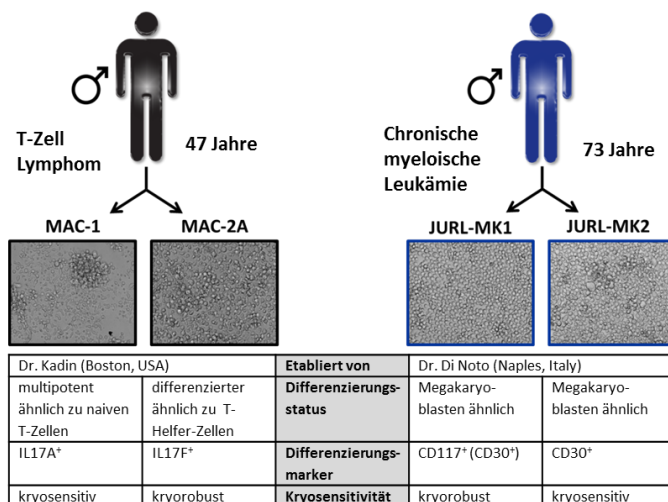 T-Zell
Lymphom
47 Jahre
Chronische
myeloische
Leukämie
73 Jahre
MAC-1 MAC-2A JURL-MK1 JURL-MK2
Dr. Kadin (Boston, USA) Etabliert von Dr. Di Noto (Naples, Italy)
multipotent differenzierter Differenzierungs- Megakaryo- Megakaryo-
ähnlich zu naiven ähnlich zu T- status blasten ähnlich blasten ähnlich
T-Zellen Helfer-Zellen
IL17A⁺ IL17F⁺ Differenzierungs- CD117⁺ (CD30⁺) CD30⁺
marker
kryosensitiv kryorobust Kryosensitivität kryorobust kryosensitiv